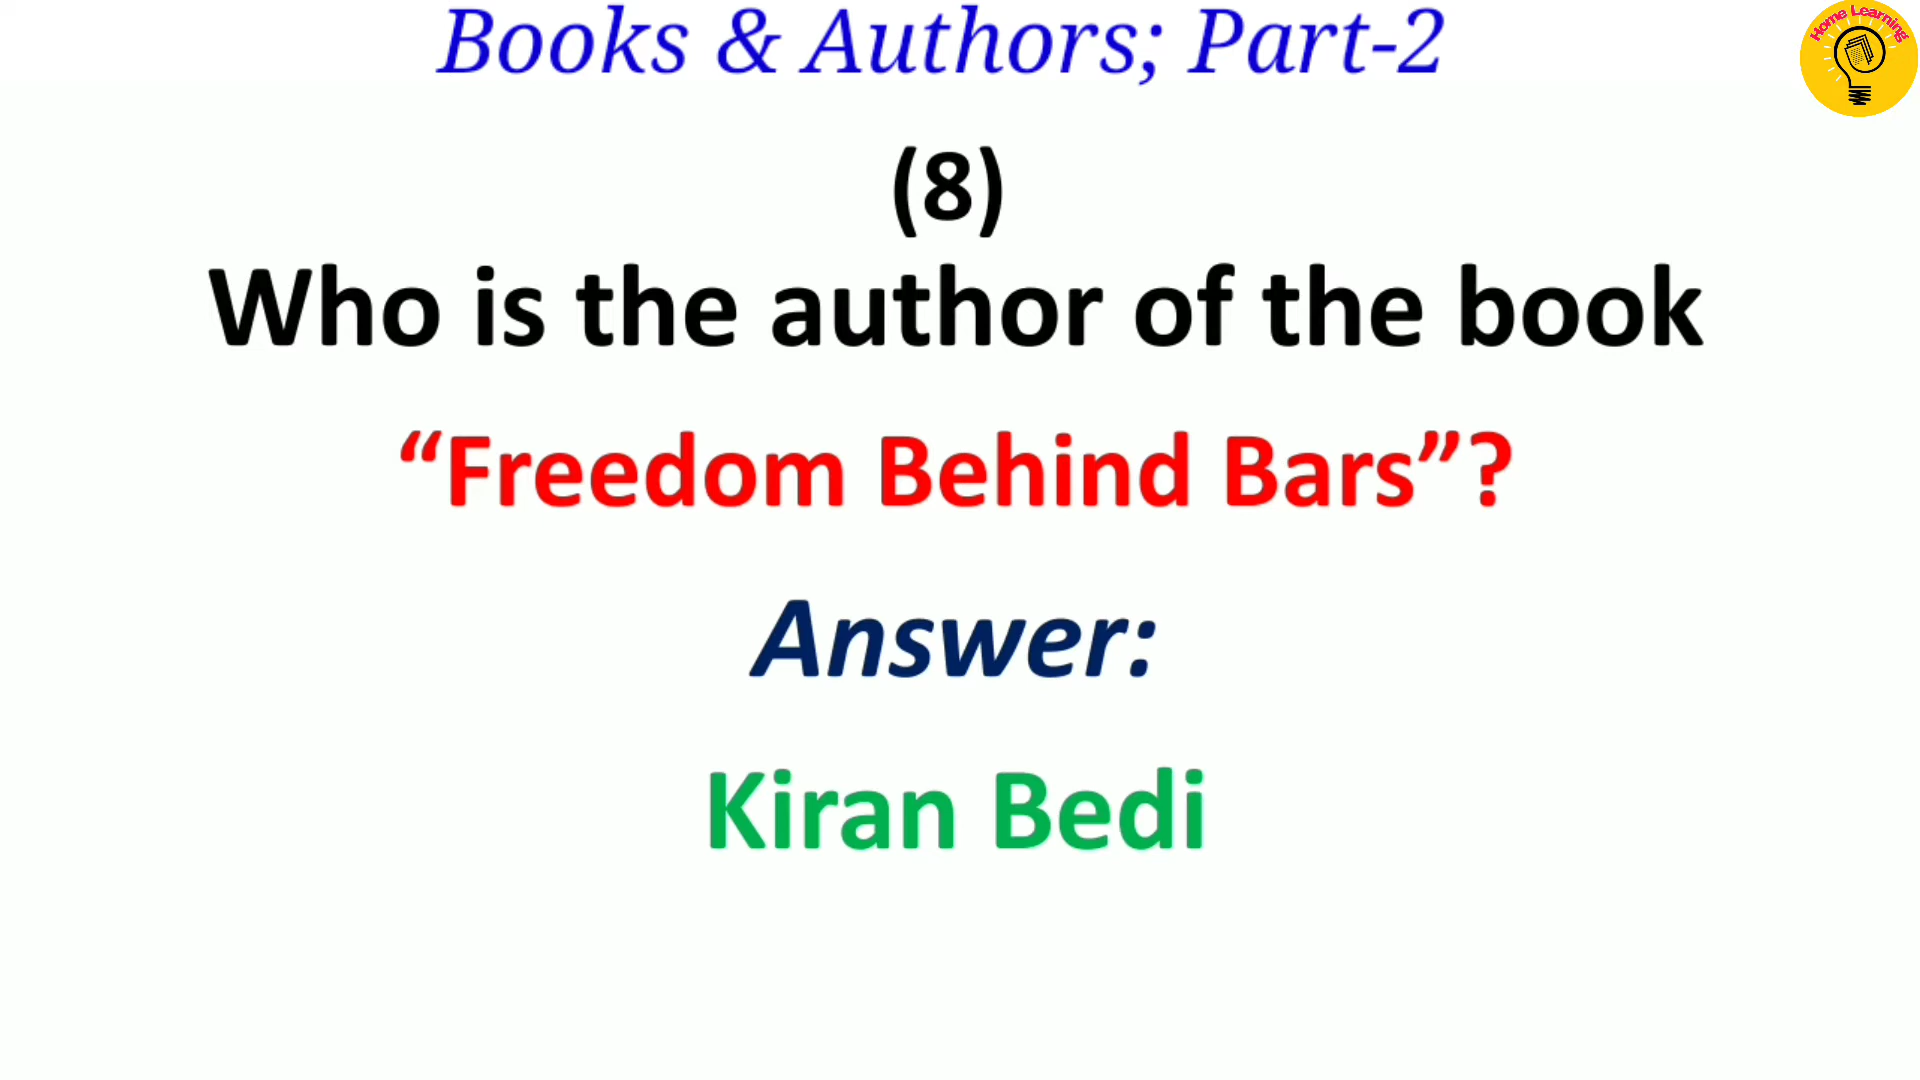 Books & Authors; Part-2
Home Learning
(8)
Who is the author of the book
“Freedom Behind Bars”?
Answer:
Kiran Bedi